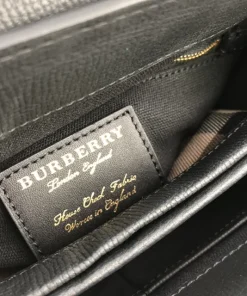 BURBERRY
London England
House Check Fabric
Woven in England